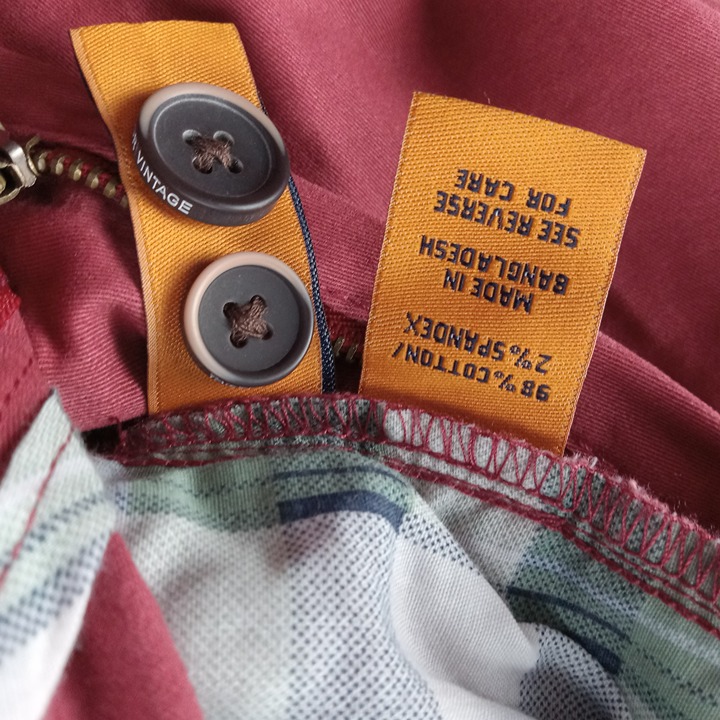 R VINTAGE
98% COTTON/
2% SPANDEX
MADE IN
BANGLADESH
SEE REVERSE
FOR CARE